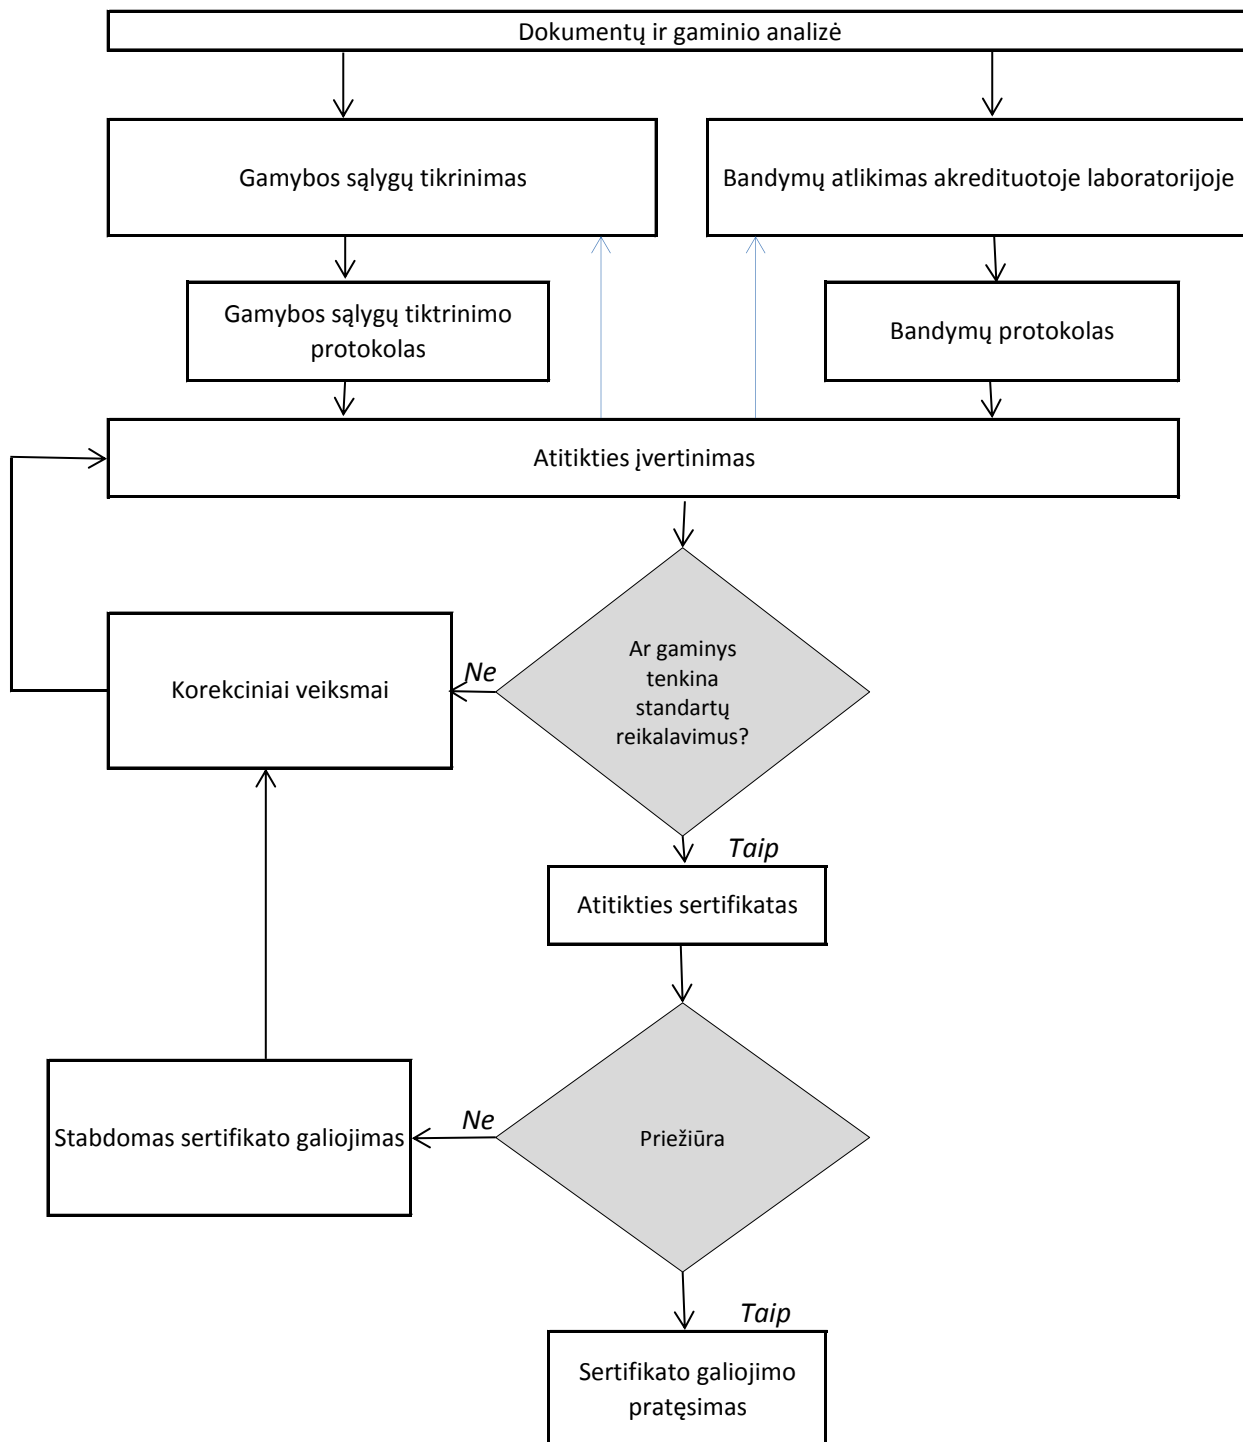 Dokumentų ir gaminio analizė
Gamybos sąlygų tikrinimas
Bandymų atlikimas akredituotoje laboratorijoje
Gamybos sąlygų tiktrinimo
protokolas
Bandymų protokolas
Atitikties įvertinimas
Ar gaminys
tenkina
standartų
reikalavimus?
Ne
Korekciniai veiksmai
Taip
Atitikties sertifikatas
Priežiūra
Ne
Stabdomas sertifikato galiojimas
Taip
Sertifikato galiojimo
pratęsimas